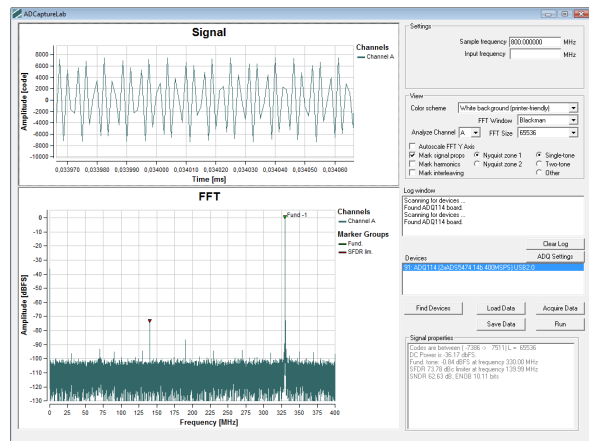 ADCaptureLab
Signal
Amplitude [code]
8000
6000
4000
2000
0
-2000
-4000
-6000
-8000
-10000
0,033970 0,033980 0,033990 0,034000 0,034010 0,034020 0,034030 0,034040 0,034050 0,034060
Time [ms]
Channels
Channel A
FFT
Amplitude [dBFS]
0
-10
-20
-30
-40
-50
-60
-70
-80
-90
-100
-110
-120
-130
Fund -1
0 25 50 75 100 125 150 175 200 225 250 275 300 325 350 375 400
Frequency [MHz]
Channels
Channel A
Marker Groups
Fund.
SFDR lim.
Settings
Sample frequency 800.000000 MHz
Input frequency MHz
View
Color scheme White background (printer-friendly)
FFT Window Blackman
Analyze Channel A FFT Size 65536
Autoscale FFT Y Axis
Mark signal props Nyquist zone 1 Single-tone
Mark harmonics Nyquist zone 2 Two-tone
Mark interleaving Other
Log window
Scanning for devices ...
Found ADQ114 board.
Scanning for devices ...
Found ADQ114 board.
Clear Log
Devices ADQ Settings
91: ADQ114 (2xADS5474 14b 400MSPS) USB2.0
Find Devices Load Data Acquire Data
Save Data Run
Signal properties
Codes are between ( -7386 -> 7511) L = 65536
DC Power is -36.17 dbFS
Fund. tone: -0.84 dBFS at frequency 330.00 MHz
SFDR 73.78 dBc limiter at frequency 139.99 MHz
SNDR 62.63 dB, ENOB 10.11 bits